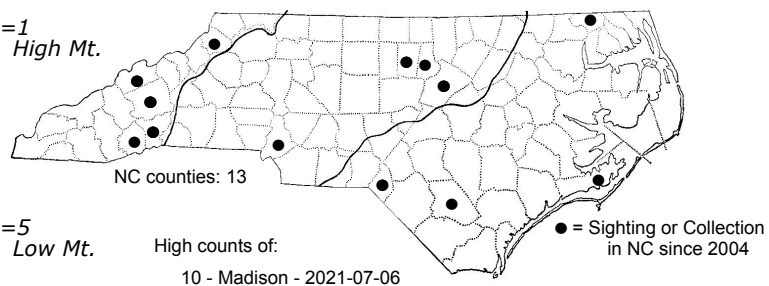 =1
High Mt.
NC counties: 13
=5
Low Mt.
High counts of:
10 - Madison - 2021-07-06
● = Sighting or Collection
in NC since 2004